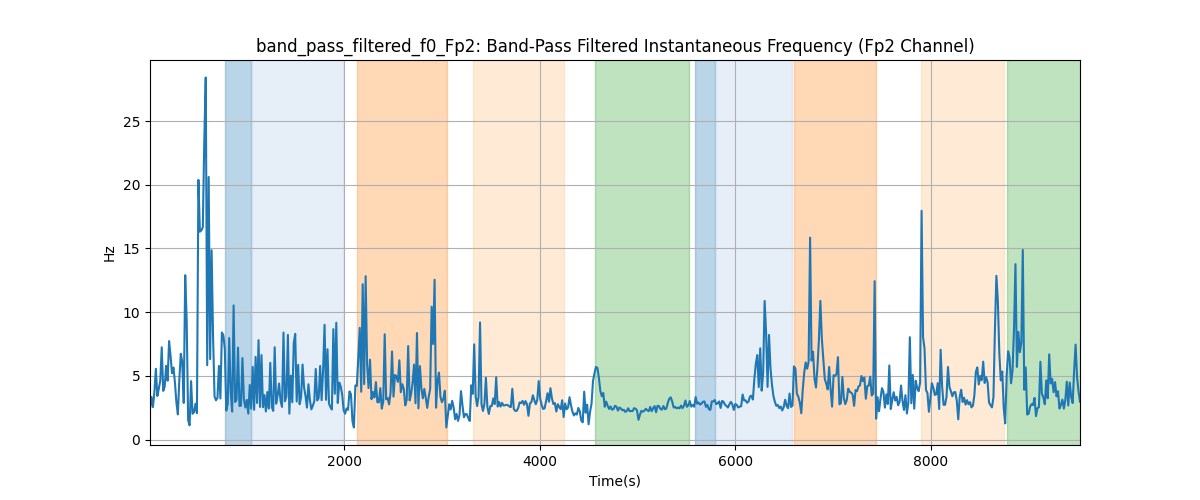 band_pass_filtered_f0_Fp2: Band-Pass Filtered Instantaneous Frequency (Fp2 Channel)
25
20
15
10
5
0
Hz
2000 4000 6000 8000
Time(s)